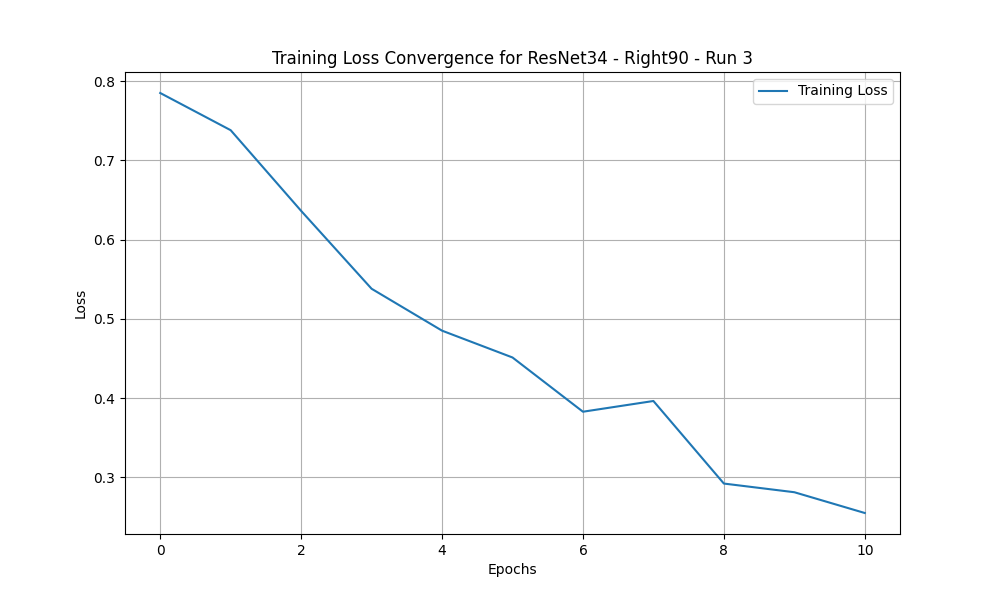 Training Loss Convergence for ResNet34 - Right90 - Run 3
Training Loss
0.8
0.7
0.6
0.5
0.4
0.3
Loss
0 2 4 6 8 10
Epochs